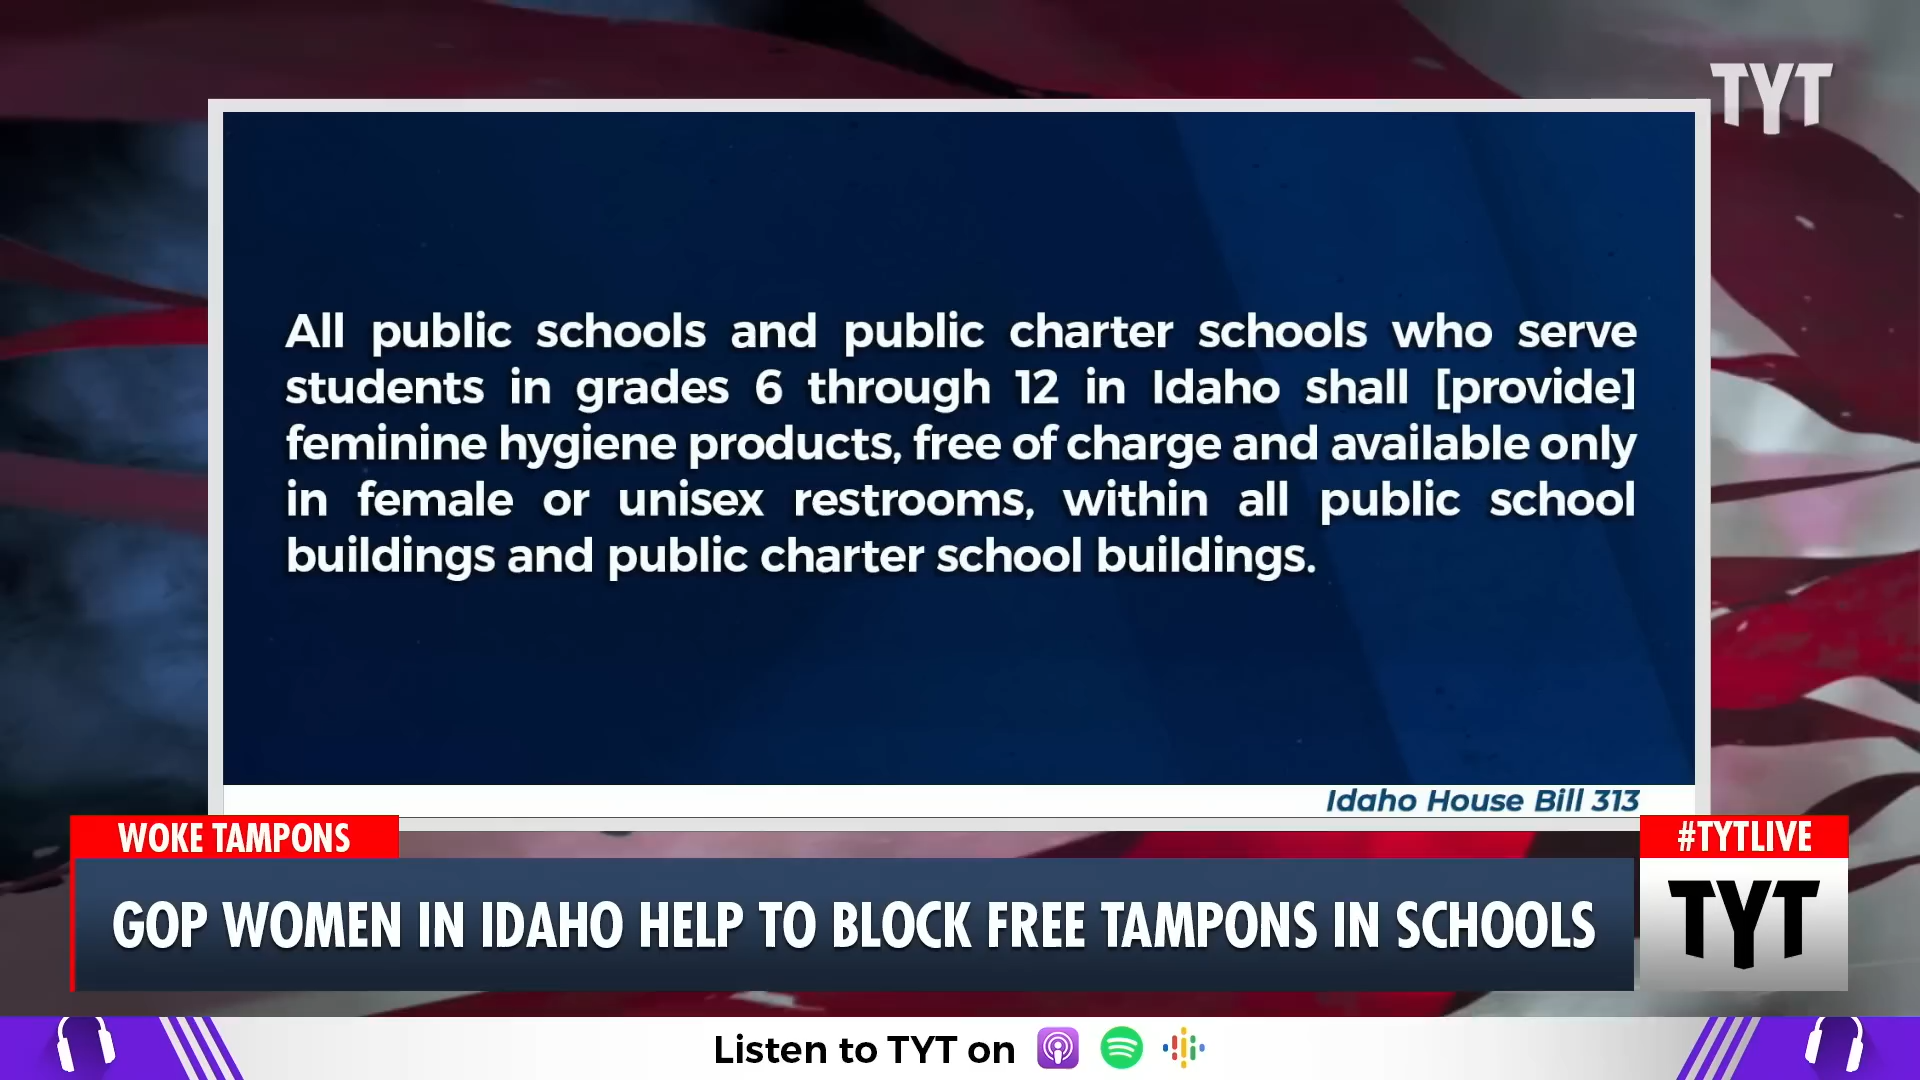 TYT
All public schools and public charter schools who serve
students in grades 6 through 12 in Idaho shall [provide]
feminine hygiene products, free of charge and available only
in female or unisex restrooms, within all public school
buildings and public charter school buildings.
Idaho House Bill 313
WOKE TAMPONS
#TYTLIVE
GOP WOMEN IN IDAHO HELP TO BLOCK FREE TAMPONS IN SCHOOLS
TYT
Listen to TYT on